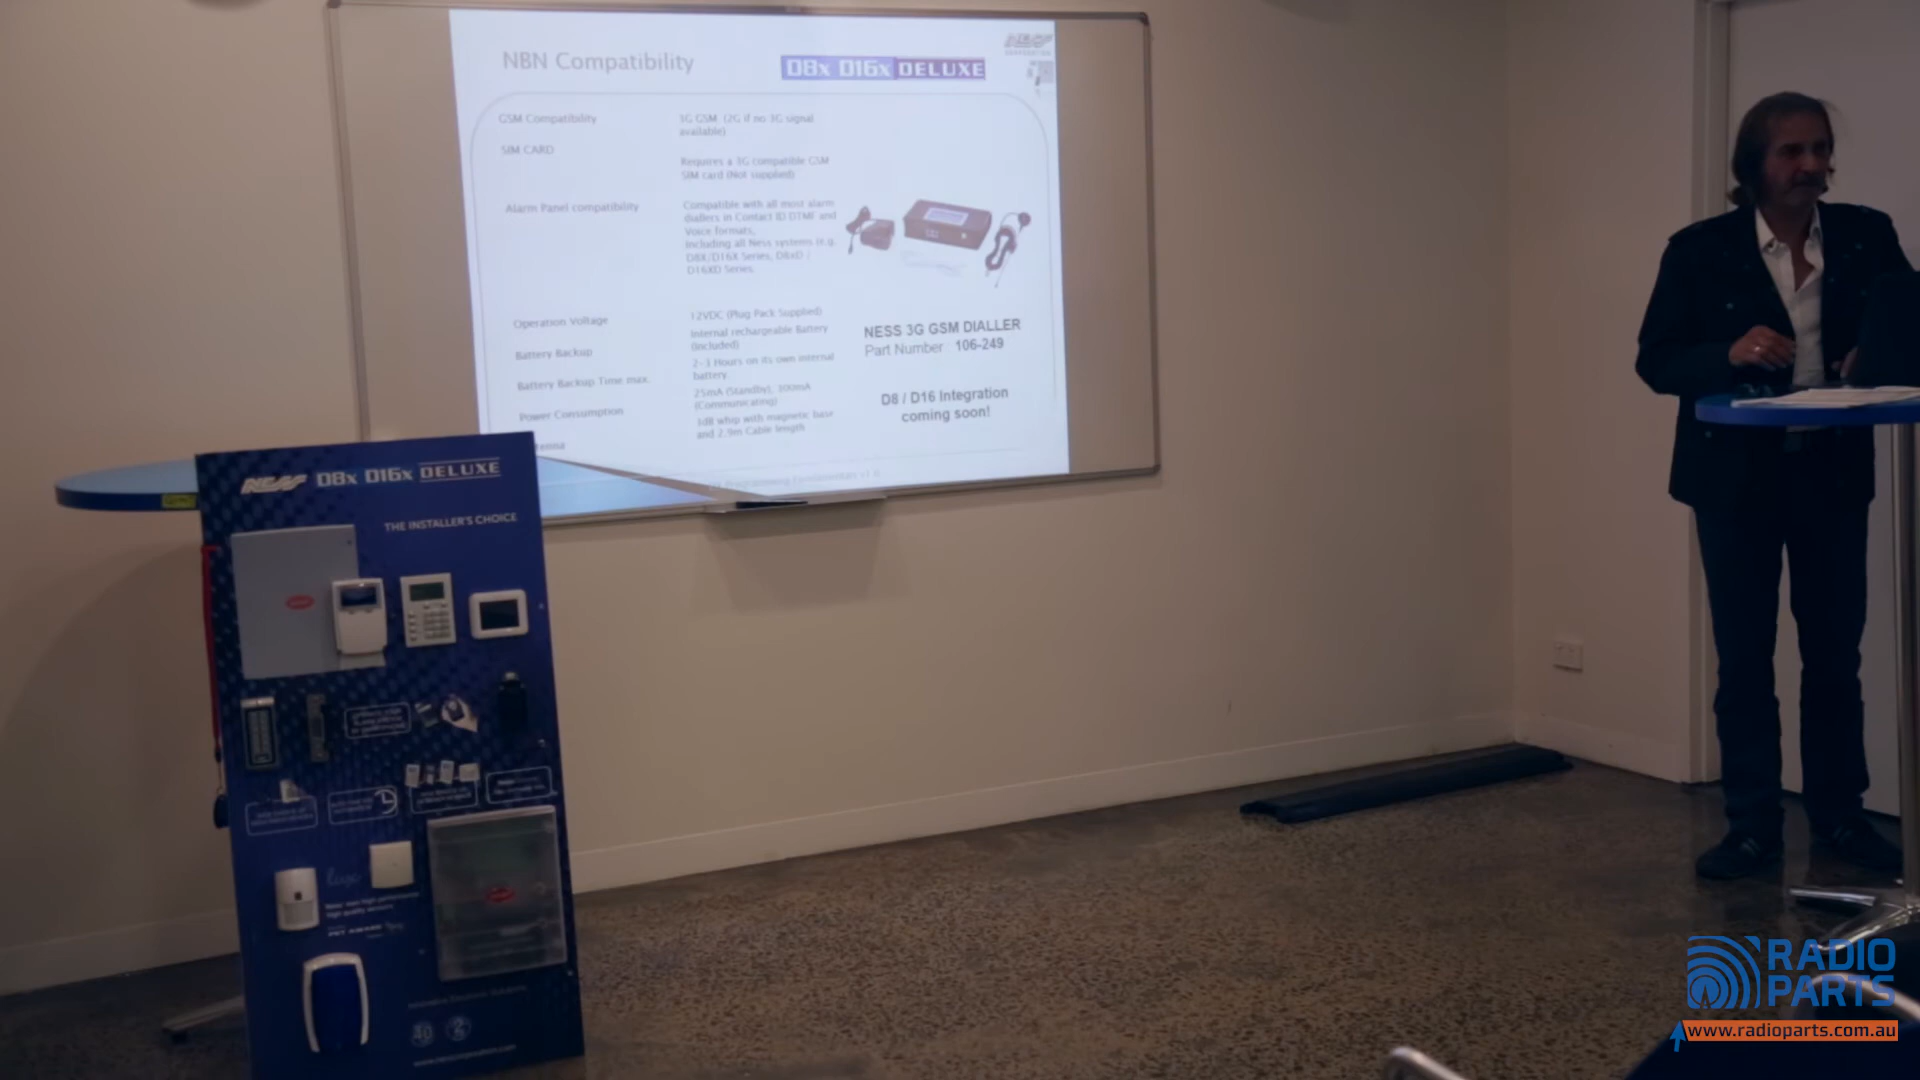 NBN Compatibility
D8x D16x DELUXE
NESS
GSM Compatibility
3G GSM (2G if no 3G signal
available)
SIM CARD
Requires a 3G compatible GSM
SIM card (Not supplied)
Alarm Panel compatibility
Compatible with all most alarm
diallers in Contact ID DTMF and
Voice formats.
Including all Ness systems (e.g.
D8X/D16X Series, D8xD /
D16XD Series.
Operation Voltage
12VDC (Plug Pack Supplied)
Battery Backup
Internal rechargeable Battery
(included)
Battery Backup Time max.
2-3 Hours on its own internal
battery.
Power Consumption
25mA (Standby), 300mA
(Communicating)
3dB whip with magnetic base
and 2.9m Cable length
NESS 3G GSM DIALLER
Part Number 106-249
D8 / D16 Integration
coming soon!
NESS D8x D16x DELUXE
THE INSTALLER'S CHOICE
RADIO
PARTS
www.radioparts.com.au